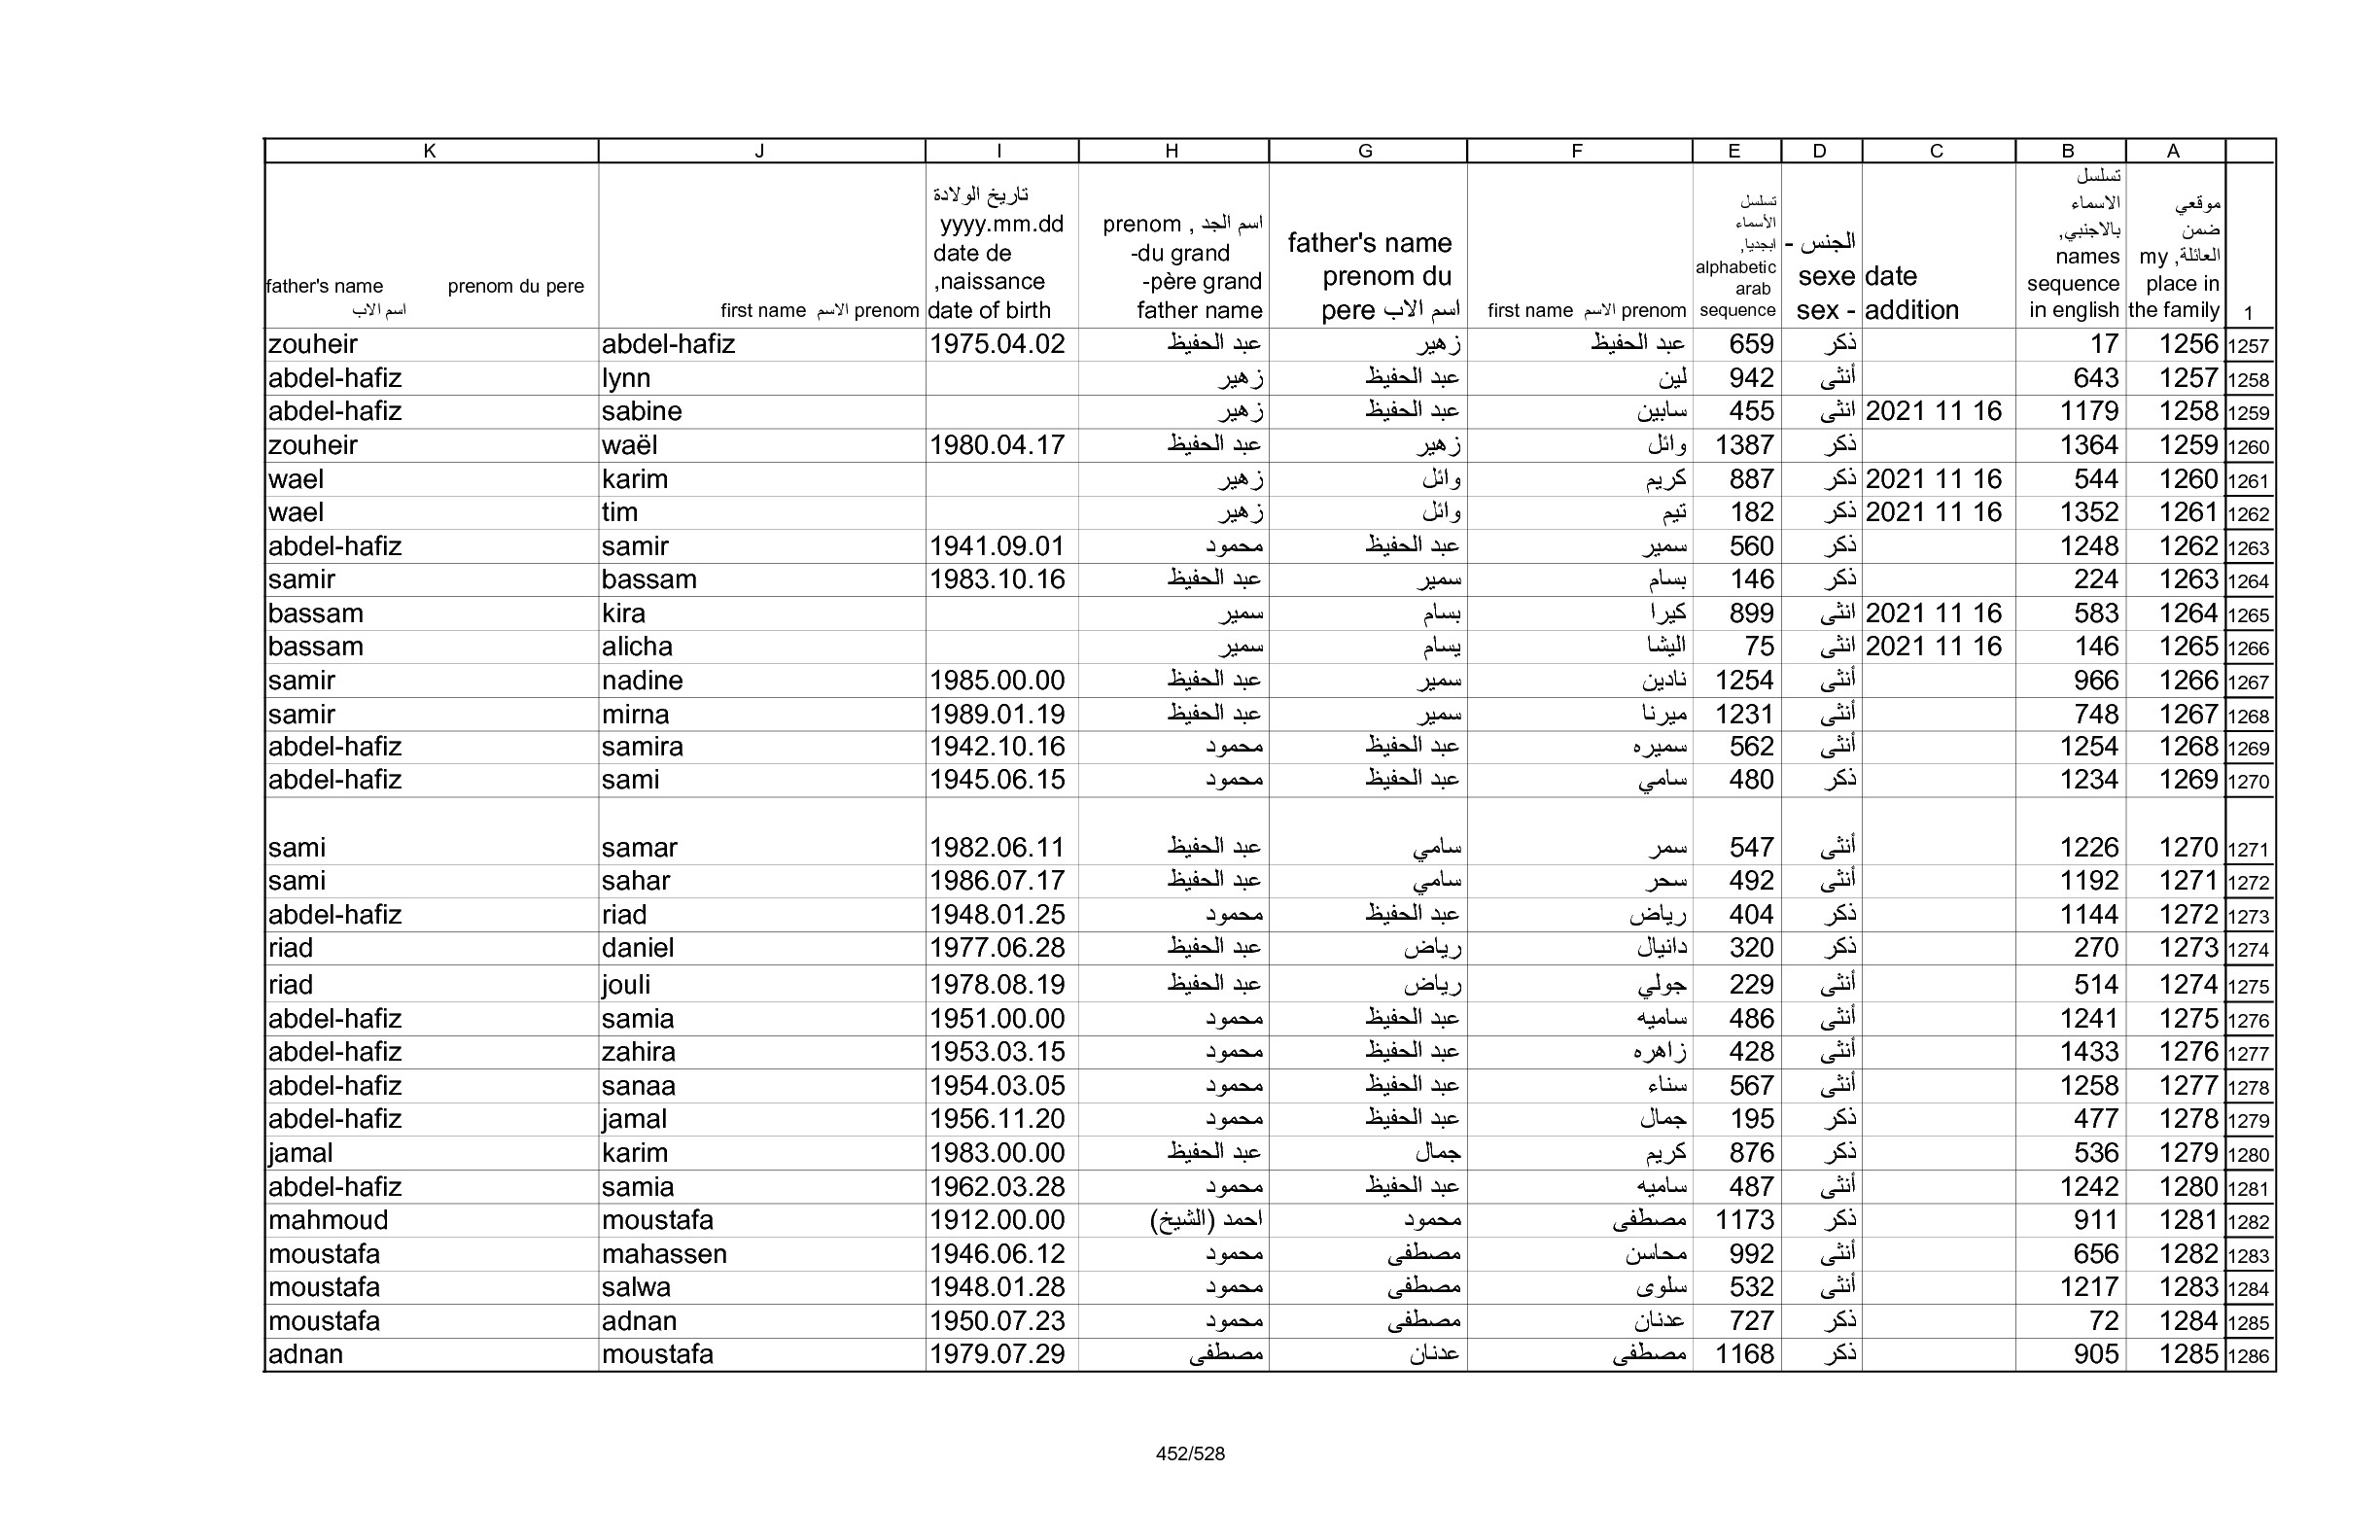 K J I H G F E D C B A
father's name prenom du pere اسم الاب
first name الاسم prenom
تاريخ الولادة yyyy.mm.dd date de naissance, date of birth
اسم الجد , prenom du grand- père grand- father name
father's name prenom du pere اسم الاب
first name الاسم prenom
تسلسل الأسماء ابجديا, alphabetic arab sequence
الجنس - sexe sex -
date addition
تسلسل الاسماء بالاجنبي, names sequence in english
موقعي ضمن العائلة, my place in the family
1
zouheir abdel-hafiz 1975.04.02 عبد الحفيظ زهير عبد الحفيظ 659 ذكر 17 1256 1257
abdel-hafiz lynn زهير عبد الحفيظ لين 942 أنثى 643 1257 1258
abdel-hafiz sabine زهير عبد الحفيظ سابين 455 انثى 2021 11 16 1179 1258 1259
zouheir waël 1980.04.17 عبد الحفيظ زهير وائل 1387 ذكر 1364 1259 1260
wael karim زهير وائل كريم 887 ذكر 2021 11 16 544 1260 1261
wael tim زهير وائل تيم 182 ذكر 2021 11 16 1352 1261 1262
abdel-hafiz samir 1941.09.01 محمود عبد الحفيظ سمير 560 ذكر 1248 1262 1263
samir bassam 1983.10.16 عبد الحفيظ سمير بسام 146 ذكر 224 1263 1264
bassam kira سمير بسام كيرا 899 انثى 2021 11 16 583 1264 1265
bassam alicha سمير يسام اليشا 75 انثى 2021 11 16 146 1265 1266
samir nadine 1985.00.00 عبد الحفيظ سمير نادين 1254 أنثى 966 1266 1267
samir mirna 1989.01.19 عبد الحفيظ سمير ميرنا 1231 أنثى 748 1267 1268
abdel-hafiz samira 1942.10.16 محمود عبد الحفيظ سميره 562 أنثى 1254 1268 1269
abdel-hafiz sami 1945.06.15 محمود عبد الحفيظ سامي 480 ذكر 1234 1269 1270
sami samar 1982.06.11 عبد الحفيظ سامي سمر 547 أنثى 1226 1270 1271
sami sahar 1986.07.17 عبد الحفيظ سامي سحر 492 أنثى 1192 1271 1272
abdel-hafiz riad 1948.01.25 محمود عبد الحفيظ رياض 404 ذكر 1144 1272 1273
riad daniel 1977.06.28 عبد الحفيظ رياض دانيال 320 ذكر 270 1273 1274
riad jouli 1978.08.19 عبد الحفيظ رياض جولي 229 أنثى 514 1274 1275
abdel-hafiz samia 1951.00.00 محمود عبد الحفيظ ساميه 486 أنثى 1241 1275 1276
abdel-hafiz zahira 1953.03.15 محمود عبد الحفيظ زاهره 428 أنثى 1433 1276 1277
abdel-hafiz sanaa 1954.03.05 محمود عبد الحفيظ سناء 567 أنثى 1258 1277 1278
abdel-hafiz jamal 1956.11.20 محمود عبد الحفيظ جمال 195 ذكر 477 1278 1279
jamal karim 1983.00.00 عبد الحفيظ جمال كريم 876 ذكر 536 1279 1280
abdel-hafiz samia 1962.03.28 محمود عبد الحفيظ ساميه 487 أنثى 1242 1280 1281
mahmoud moustafa 1912.00.00 احمد (الشيخ) محمود مصطفى 1173 ذكر 911 1281 1282
moustafa mahassen 1946.06.12 محمود مصطفى محاسن 992 أنثى 656 1282 1283
moustafa salwa 1948.01.28 محمود مصطفى سلوى 532 أنثى 1217 1283 1284
moustafa adnan 1950.07.23 محمود مصطفى عدنان 727 ذكر 72 1284 1285
adnan moustafa 1979.07.29 مصطفى عدنان مصطفى 1168 ذكر 905 1285 1286
452/528